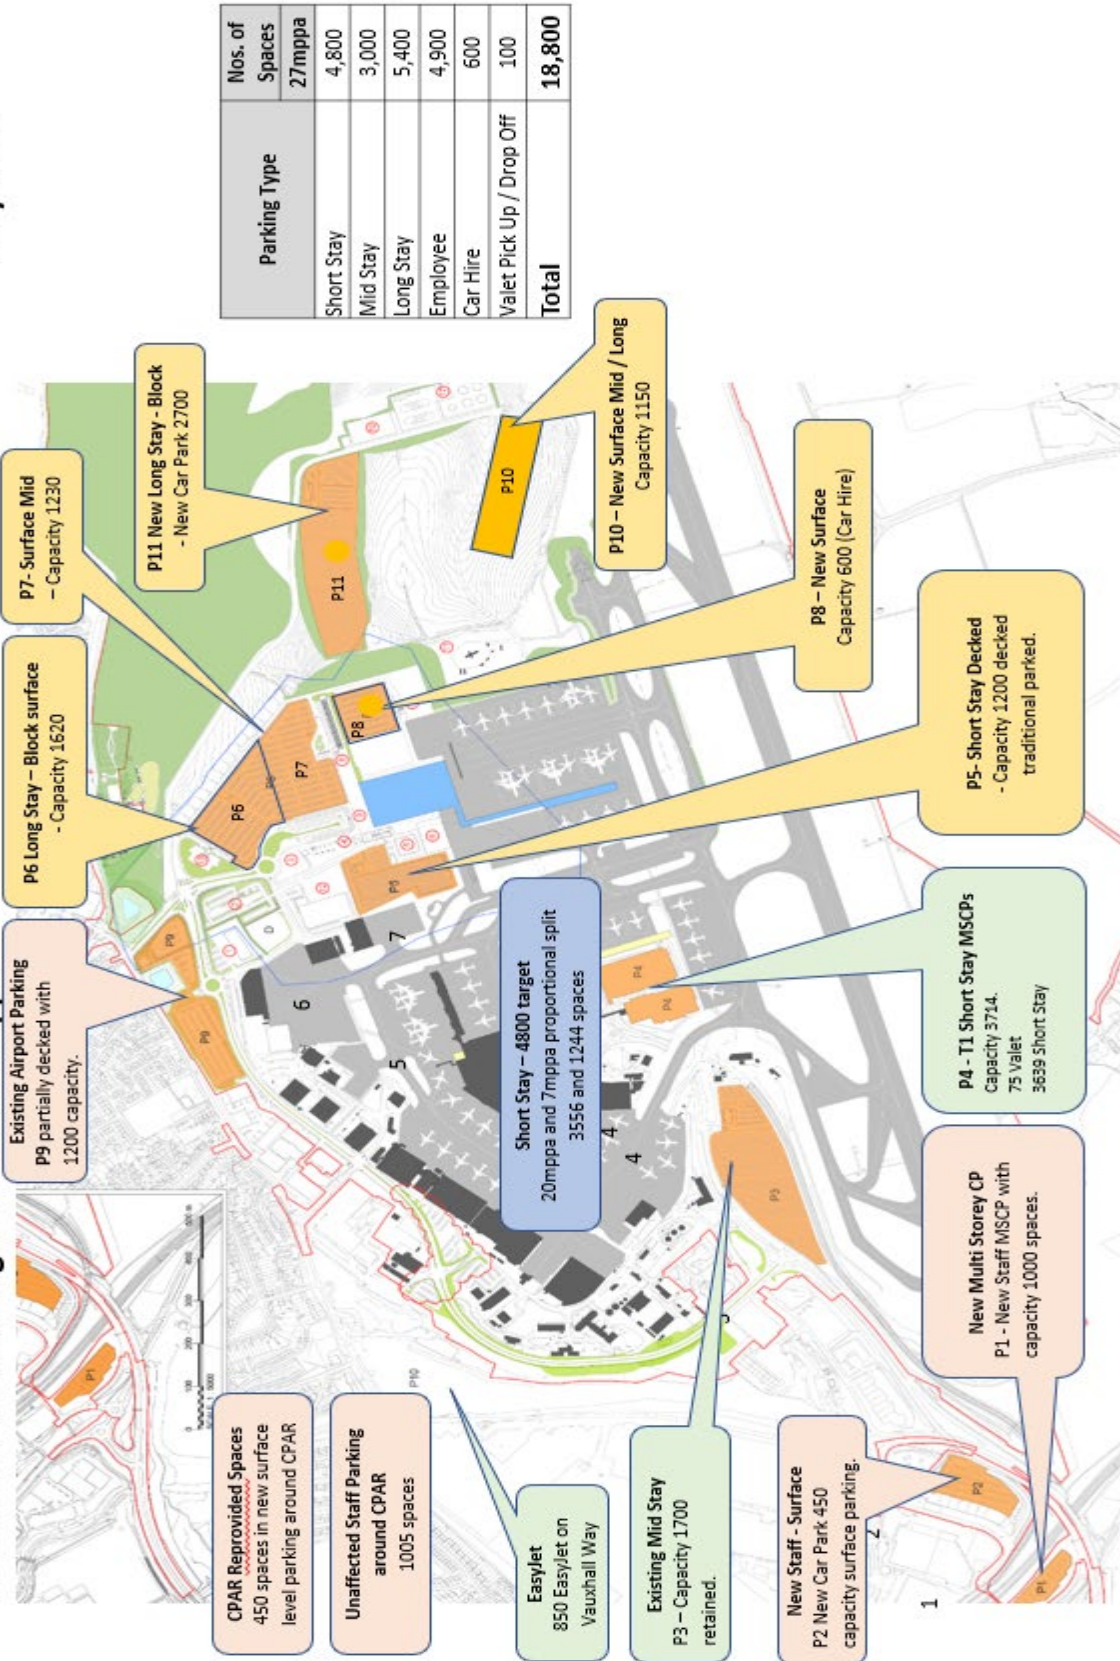 Existing Airport Parking
P9 partially decked with
1200 capacity.
P6 Long Stay – Block surface
- Capacity 1620
P7- Surface Mid
– Capacity 1230
P11 New Long Stay - Block
- New Car Park 2700
Parking Type
Nos. of
Spaces
27mppa
Short Stay 4,800
Mid Stay 3,000
Long Stay 5,400
Employee 4,900
Car Hire 600
Valet Pick Up / Drop Off 100
Total 18,800
CPAR Reprovided Spaces
450 spaces in new surface
level parking around CPAR
Unaffected Staff Parking
around CPAR
1005 spaces
EasyJet
850 EasyJet on
Vauxhall Way
Existing Mid Stay
P3 – Capacity 1700
retained.
New Staff - Surface
P2 New Car Park 450
capacity surface parking.
New Multi Storey CP
P1 - New Staff MSCP with
capacity 1000 spaces.
Short Stay – 4800 target
20mppa and 7mppa proportional split
3556 and 1244 spaces
P4 - T1 Short Stay MSCPs
Capacity 3714.
75 Valet
3639 Short Stay
P5- Short Stay Decked
- Capacity 1200 decked
traditional parked.
P8 – New Surface
Capacity 600 (Car Hire)
P10 – New Surface Mid / Long
Capacity 1150
P1
P10
P9
P9
P6
P7
P8
P11
P10
P5
P4
P4
P3
P2
P1
D
1
2
4
4
5
6
7